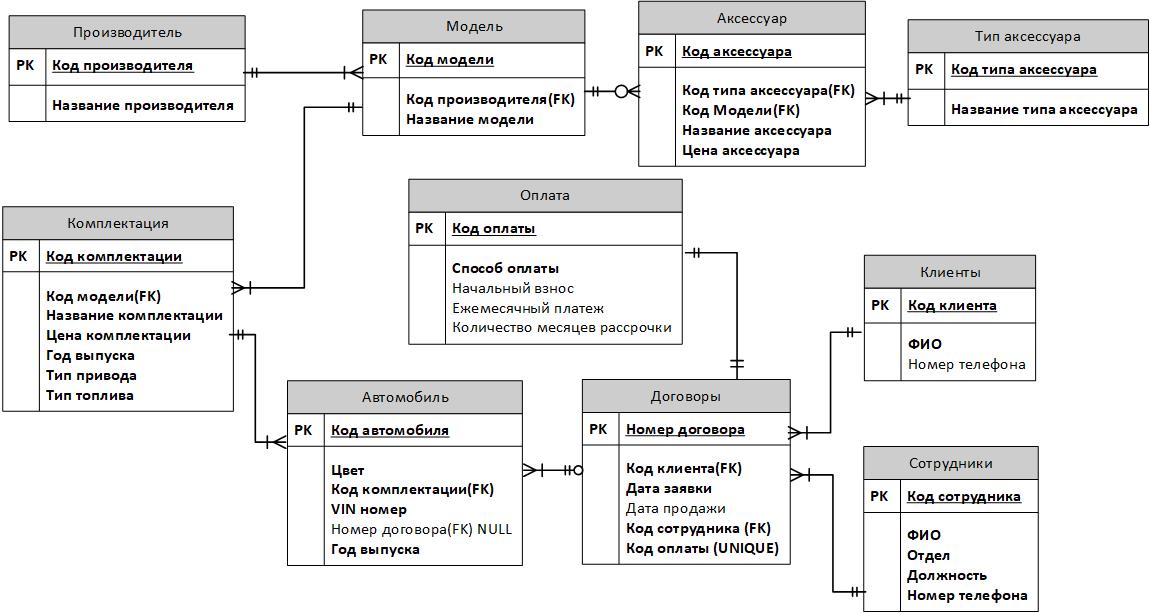 Производитель
PK Код производителя
Название производителя
Модель
PK Код модели
Код производителя(FK)
Название модели
Аксессуар
PK Код аксессуара
Код типа аксессуара(FK)
Код Модели(FK)
Название аксессуара
Цена аксессуара
Тип аксессуара
PK Код типа аксессуара
Название типа аксессуара
Комплектация
PK Код комплектации
Код модели(FK)
Название комплектации
Цена комплектации
Год выпуска
Тип привода
Тип топлива
Оплата
PK Код оплаты
Способ оплаты
Начальный взнос
Ежемесячный платеж
Количество месяцев рассрочки
Клиенты
PK Код клиента
ФИО
Номер телефона
Автомобиль
PK Код автомобиля
Цвет
Код комплектации(FK)
VIN номер
Номер договора(FK) NULL
Год выпуска
Договоры
PK Номер договора
Код клиента(FK)
Дата заявки
Дата продажи
Код сотрудника (FK)
Код оплаты (UNIQUE)
Сотрудники
PK Код сотрудника
ФИО
Отдел
Должность
Номер телефона